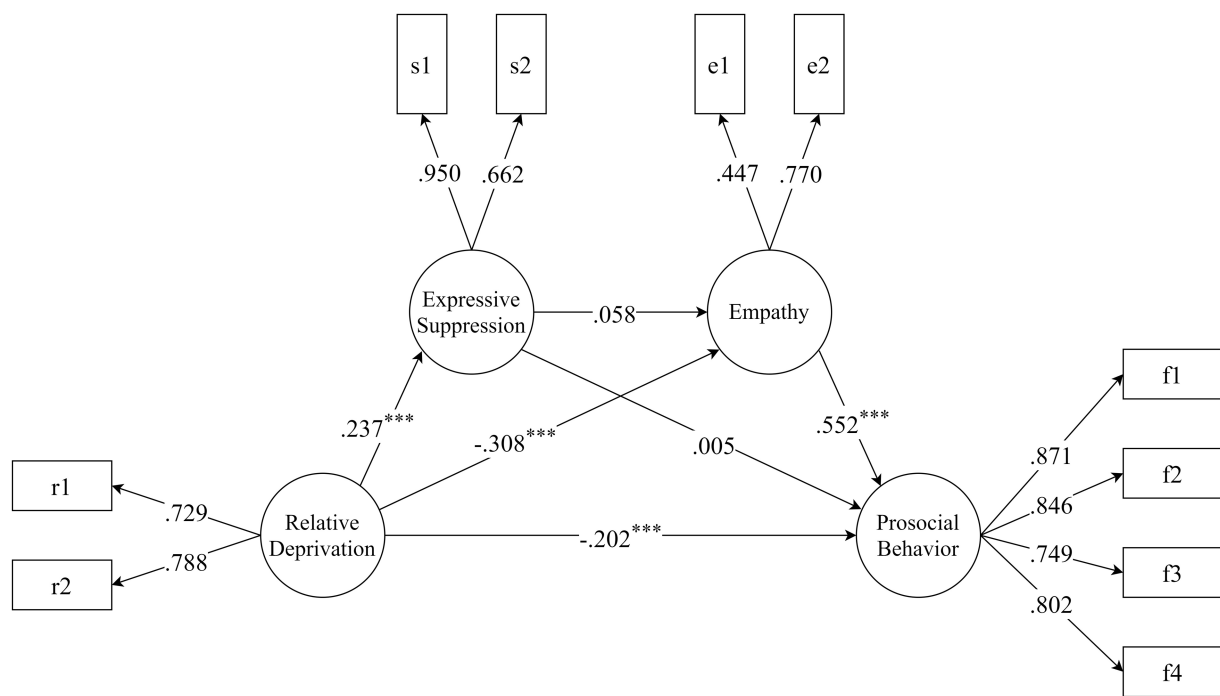 s1
s2
e1
e2
.950
.662
.447
.770
Expressive
Suppression
.058
Empathy
.237***
-.308***
.005
.552***
r1
r2
.729
.788
Relative
Deprivation
-.202***
Prosocial
Behavior
.871
.846
.749
.802
f1
f2
f3
f4